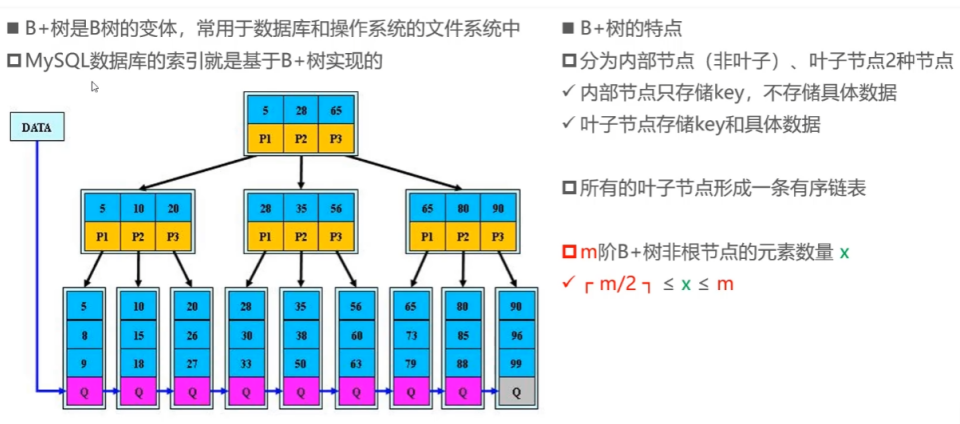 ■ B+树是B树的变体，常用于数据库和操作系统的文件系统中
MySQL数据库的索引就是基于B+树实现的
DATA
5 28 65
P1 P2 P3
5 10 20
P1 P2 P3
28 35 56
P1 P2 P3
65 80 90
P1 P2 P3
5 10 20 28 35 56 65 80 90
8 15 26 30 38 60 73 85 96
9 18 27 33 50 63 79 88 99
Q Q Q Q Q Q Q Q Q
■ B+树的特点
分为内部节点（非叶子）、叶子节点2种节点
✓ 内部节点只存储key，不存储具体数据
✓ 叶子节点存储key和具体数据
所有的叶子节点形成一条有序链表
m阶B+树非根节点的元素数量 x
✓ ┌ m/2 ┐ ≤ x ≤ m